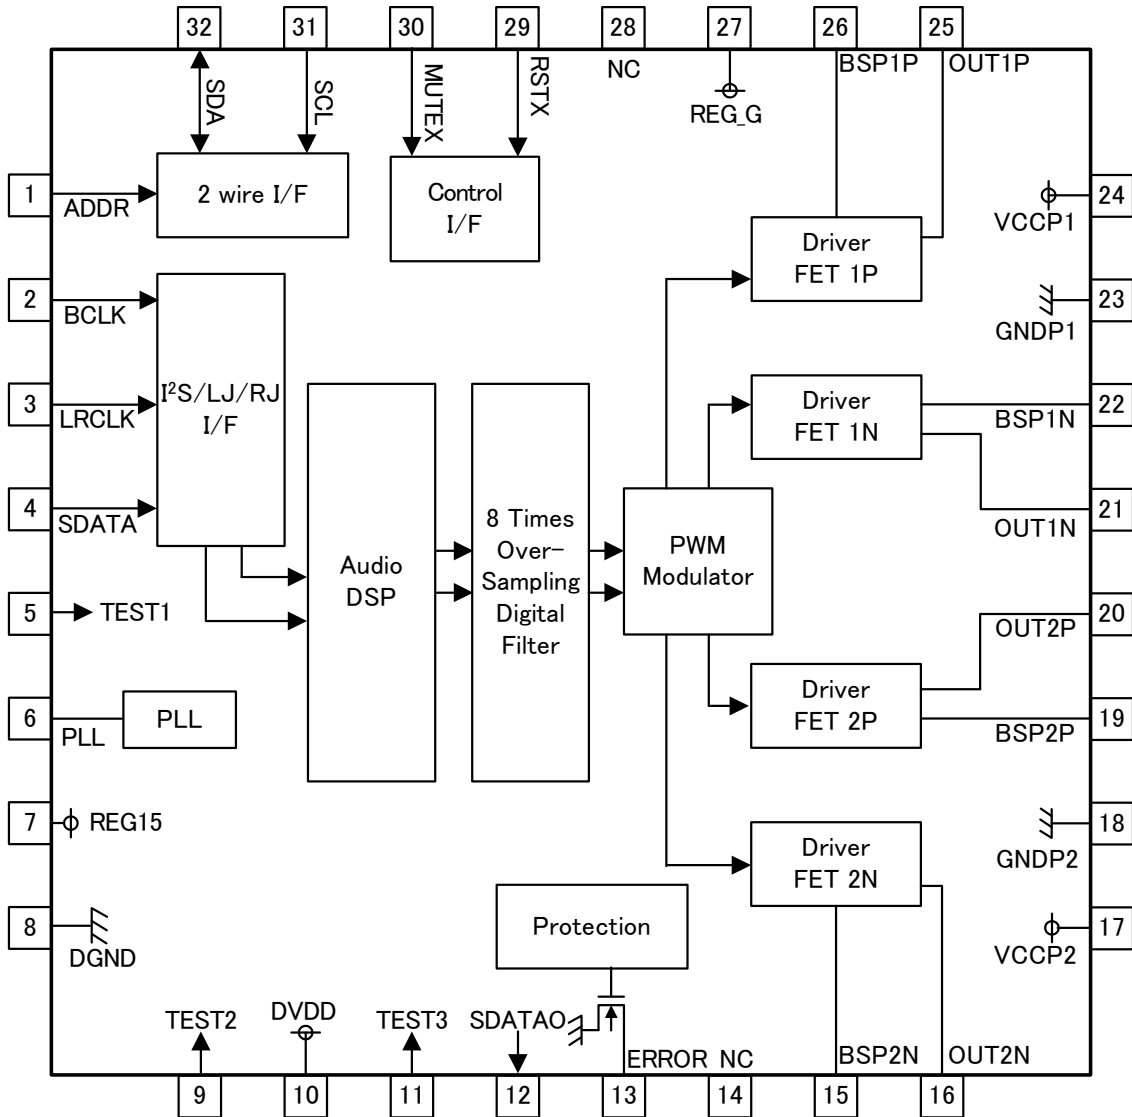 32
31
30
29
28
27
26
25
SDA
SCL
MUTEX
RSTX
NC
REG_G
BSP1P
OUT1P
1
ADDR
2 wire I/F
Control
I/F
24
VCCP1
Driver
FET 1P
2
BCLK
23
GNDP1
I²S/LJ/RJ
I/F
3
LRCLK
Driver
FET 1N
22
BSP1N
4
SDATA
21
OUT1N
Audio
DSP
8 Times
Over-
Sampling
Digital
Filter
PWM
Modulator
5
TEST1
20
OUT2P
6
PLL
PLL
Driver
FET 2P
19
BSP2P
7
REG15
18
GNDP2
Driver
FET 2N
8
DGND
Protection
17
VCCP2
TEST2
DVDD
TEST3
SDATAO
ERROR
NC
BSP2N
OUT2N
9
10
11
12
13
14
15
16